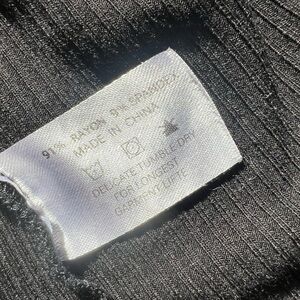 91% RAYON 9% SPANDEX
MADE IN CHINA
DELICATE TUMBLE DRY
FOR LONGEST
GARMENT LIFE